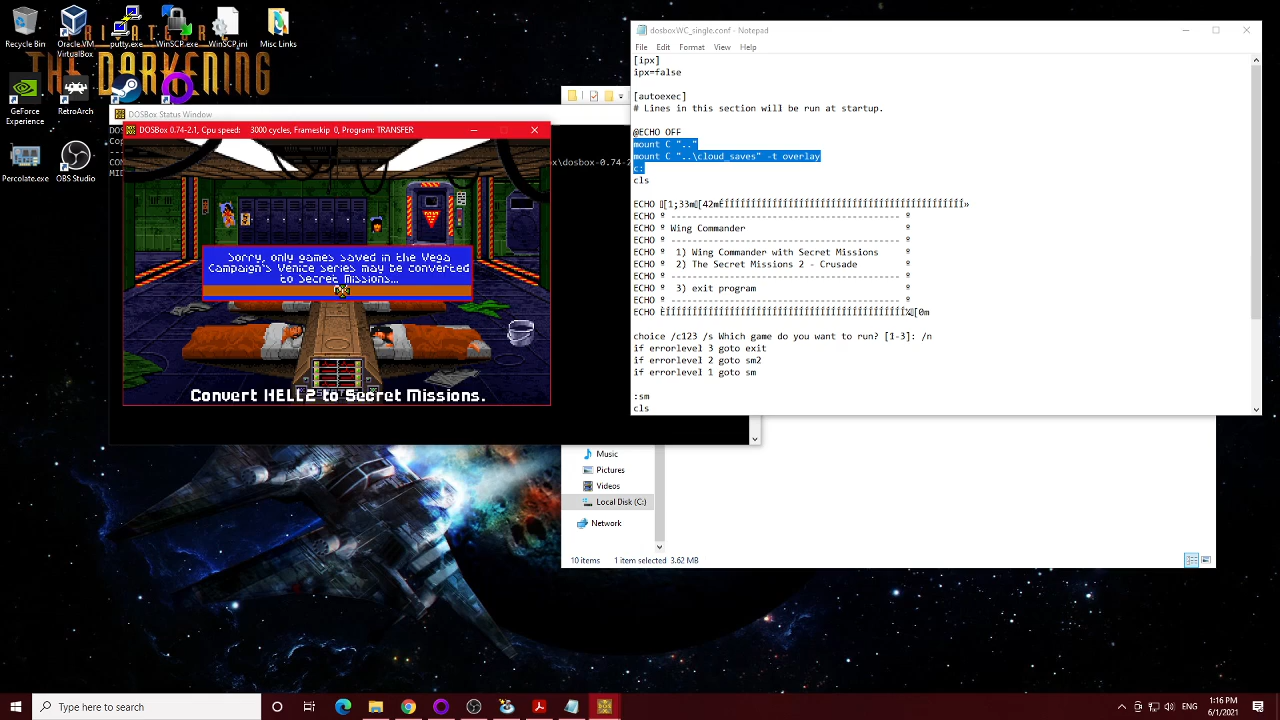 Recycle Bin
Oracle VM
VirtualBox
putty.exe
WinSCP.exe
WinSCP.ini
Misc Links
THE DARKENING
GeForce
Experience
RetroArch
Percolate.exe
OBS Studio
DOSBox Status Window
DOSBox 0.74-2.1, Cpu speed: 3000 cycles, Frameskip 0, Program: TRANSFER
x\dosbox-0.74-2
Sorry, only games saved in the Vega
Campaign's Venice series may be converted
to Secret Missions...
Convert HELL2 to Secret Missions.
dosboxWC_single.conf - Notepad
File Edit Format View Help
[ipx]
ipx=false
[autoexec]
# Lines in this section will be run at startup.
@ECHO OFF
mount C ".."
mount C "..\cloud_saves" -t overlay
c:
cls
ECHO º ---------------------------------- º
ECHO º Wing Commander
ECHO º ---------------------------------- º
ECHO º 1) Wing Commander with Secret Missions º
ECHO º 2) The Secret Missions 2 - Crusade º
ECHO º ---------------------------------- º
ECHO º 3) exit program º
ECHO º ---------------------------------- º
choice /c123 /s Which game do you want to run? [1-3]: /n
if errorlevel 3 goto exit
if errorlevel 2 goto sm2
if errorlevel 1 goto sm
:sm
cls
Music
Pictures
Videos
Local Disk (C:)
Network
10 items 1 item selected 3.62 MB
Type here to search
ENG
1:16 PM
6/1/2021